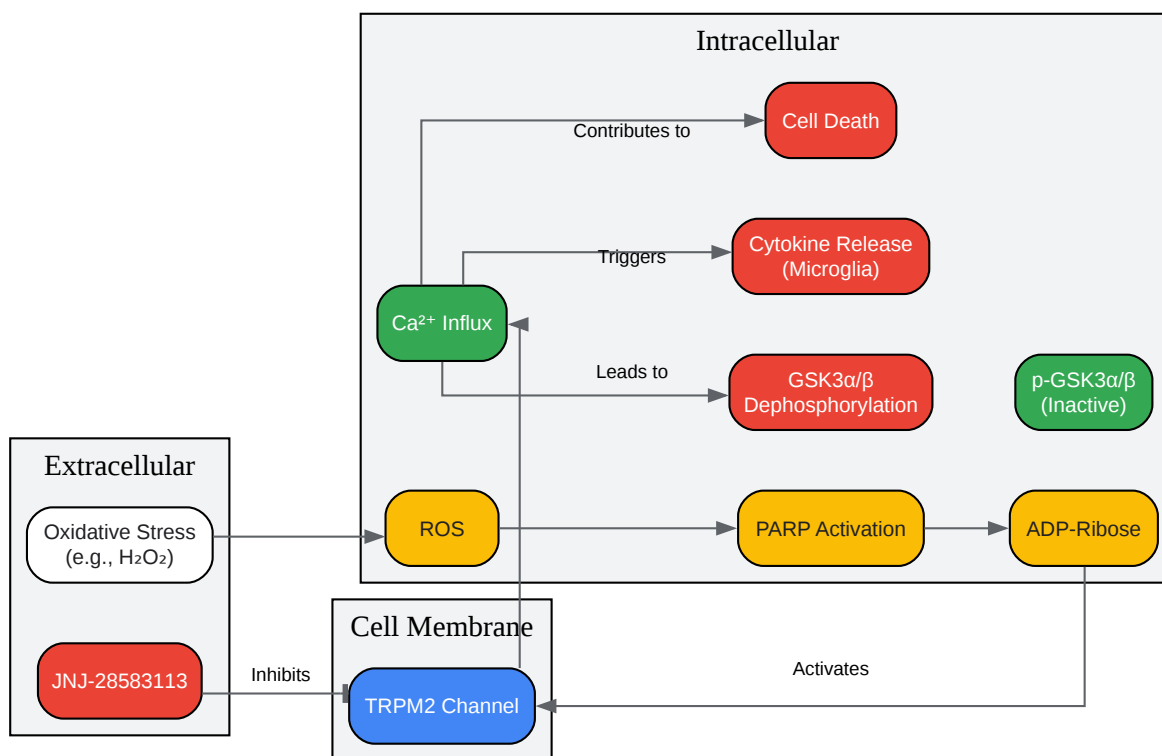 Intracellular
Cell Death
Contributes to
Cytokine Release
(Microglia)
Triggers
Ca²⁺ Influx
Leads to
GSK3α/β
Dephosphorylation
p-GSK3α/β
(Inactive)
Extracellular
Oxidative Stress
(e.g., H₂O₂)
ROS
PARP Activation
ADP-Ribose
Cell Membrane
JNJ-28583113
Inhibits
TRPM2 Channel
Activates